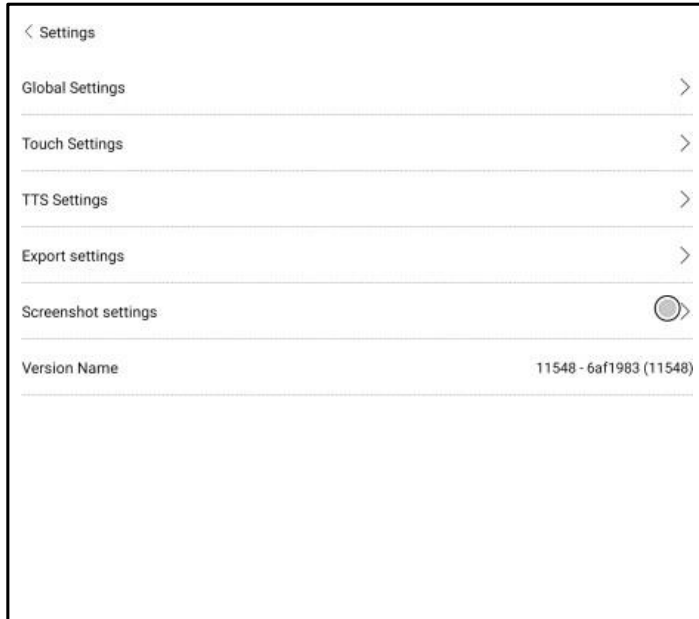 Settings
Global Settings
Touch Settings
TTS Settings
Export settings
Screenshot settings
Version Name 11548 - 6af1983 (11548)